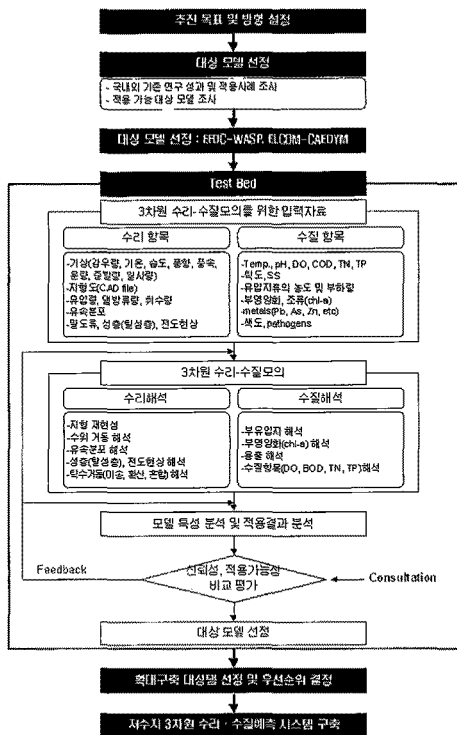 추진 목표 및 방향 설정
대상 모델 선정
- 국내외 기존 연구 성과 및 적용사례 조사
- 적용 가능 대상 모델 조사
대상 모델 선정 : EFDC-WASP, ELCOM-CAEDYM
Test Bed
3차원 수리-수질모의를 위한 입력자료
수리 항목
-기상(강우량, 기온, 습도, 풍향, 풍속,
운량, 증발량, 일사량)
-지형도(CAD file)
-유입량, 댐방류량, 취수량
-유속분포
-밀도류, 성층(탈성층), 전도현상
수질 항목
-Temp., pH, DO, COD, TN, TP
-탁도, SS
-유입지류의 농도 및 부하량
-부영양화, 조류(chl-a)
-metals(Pb, As, Zn, etc)
-색도, pathogens
3차원 수리-수질모의
수리해석
-지형 재현성
-수위 거동 해석
-유속분포 해석
-성층(탈성층), 전도현상 해석
-탁수거동(이송, 확산, 혼합) 해석
수질해석
-부유입자 해석
-부영양화(chl-a) 해석
-용출 해석
-수질항목(DO, BOD, TN, TP)해석
모델 특성 분석 및 적용결과 분석
Feedback
신뢰성, 적용가능성
비교 평가
Consultation
대상 모델 선정
확대구축 대상댐 선정 및 우선순위 결정
저수지 3차원 수리·수질예측 시스템 구축